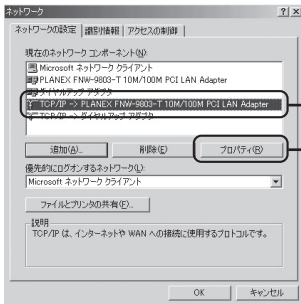 ネットワーク
ネットワークの設定 識別情報 アクセスの制御
現在のネットワーク コンポーネント(N):
Microsoft ネットワーク クライアント
PLANEX FNW-9803-T 10M/100M PCI LAN Adapter
ダイヤルアップ アダプタ
TCP/IP -> PLANEX FNW-9803-T 10M/100M PCI LAN Adapter
TCP/IP -> ダイヤルアップ アダプタ
追加(A)... 削除(E) プロパティ(R)
優先的にログオンするネットワーク(L):
Microsoft ネットワーク クライアント
ファイルとプリンタの共有(F)...
説明
TCP/IP は、インターネットや WAN への接続に使用するプロトコルです。
OK キャンセル